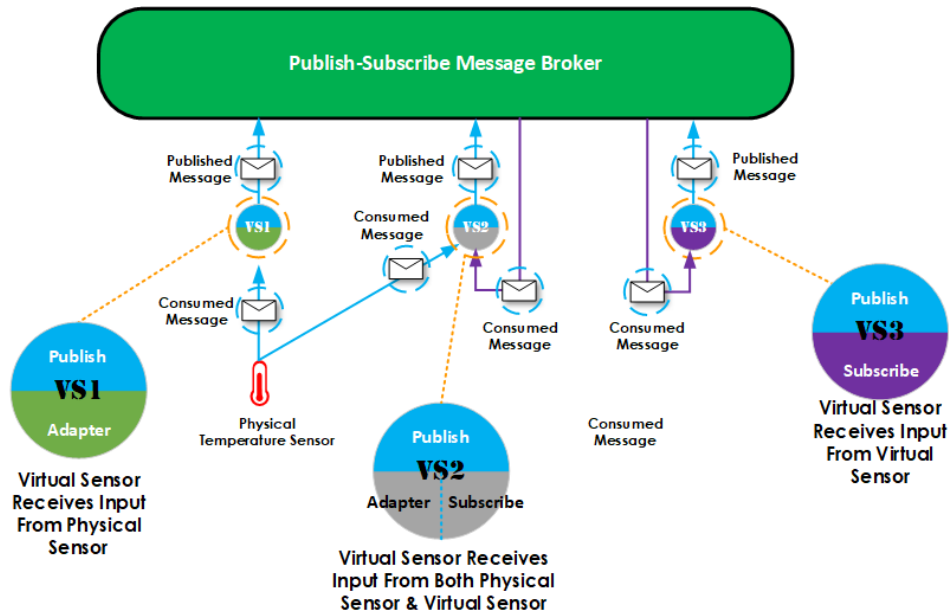 Publish-Subscribe Message Broker
Published
Message
Published
Message
Published
Message
VS1
Consumed
Message
VS2
VS3
Consumed
Message
Consumed
Message
Consumed
Message
Publish
VS1
Adapter
Publish
VS3
Subscribe
Physical
Temperature Sensor
Consumed
Message
Publish
VS2
Adapter
Subscribe
Virtual Sensor
Receives Input
From Physical
Sensor
Virtual Sensor
Receives Input
From Virtual
Sensor
Virtual Sensor Receives
Input From Both Physical
Sensor & Virtual Sensor